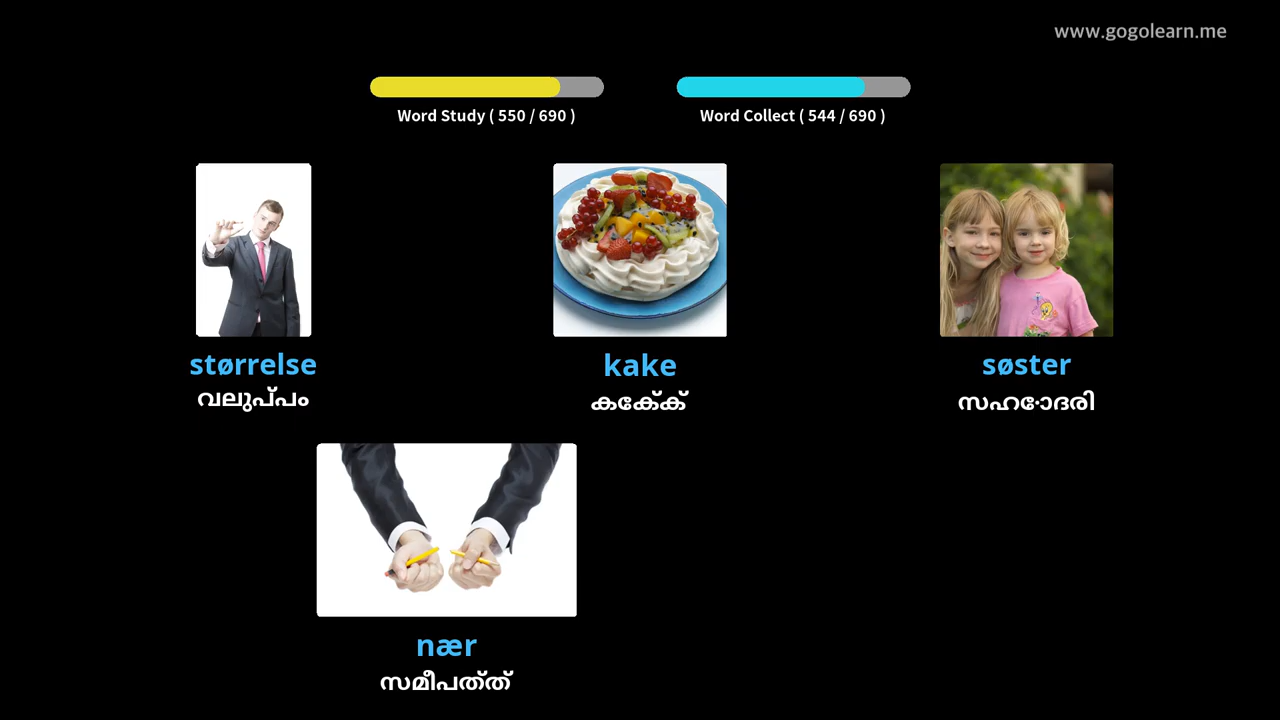 www.gogolearn.me
Word Study ( 550 / 690 )
Word Collect ( 544 / 690 )
størrelse
kake
søster
വലുപ്പം
കേക്ക്
സഹോദരി
nær
സമീപത്ത്